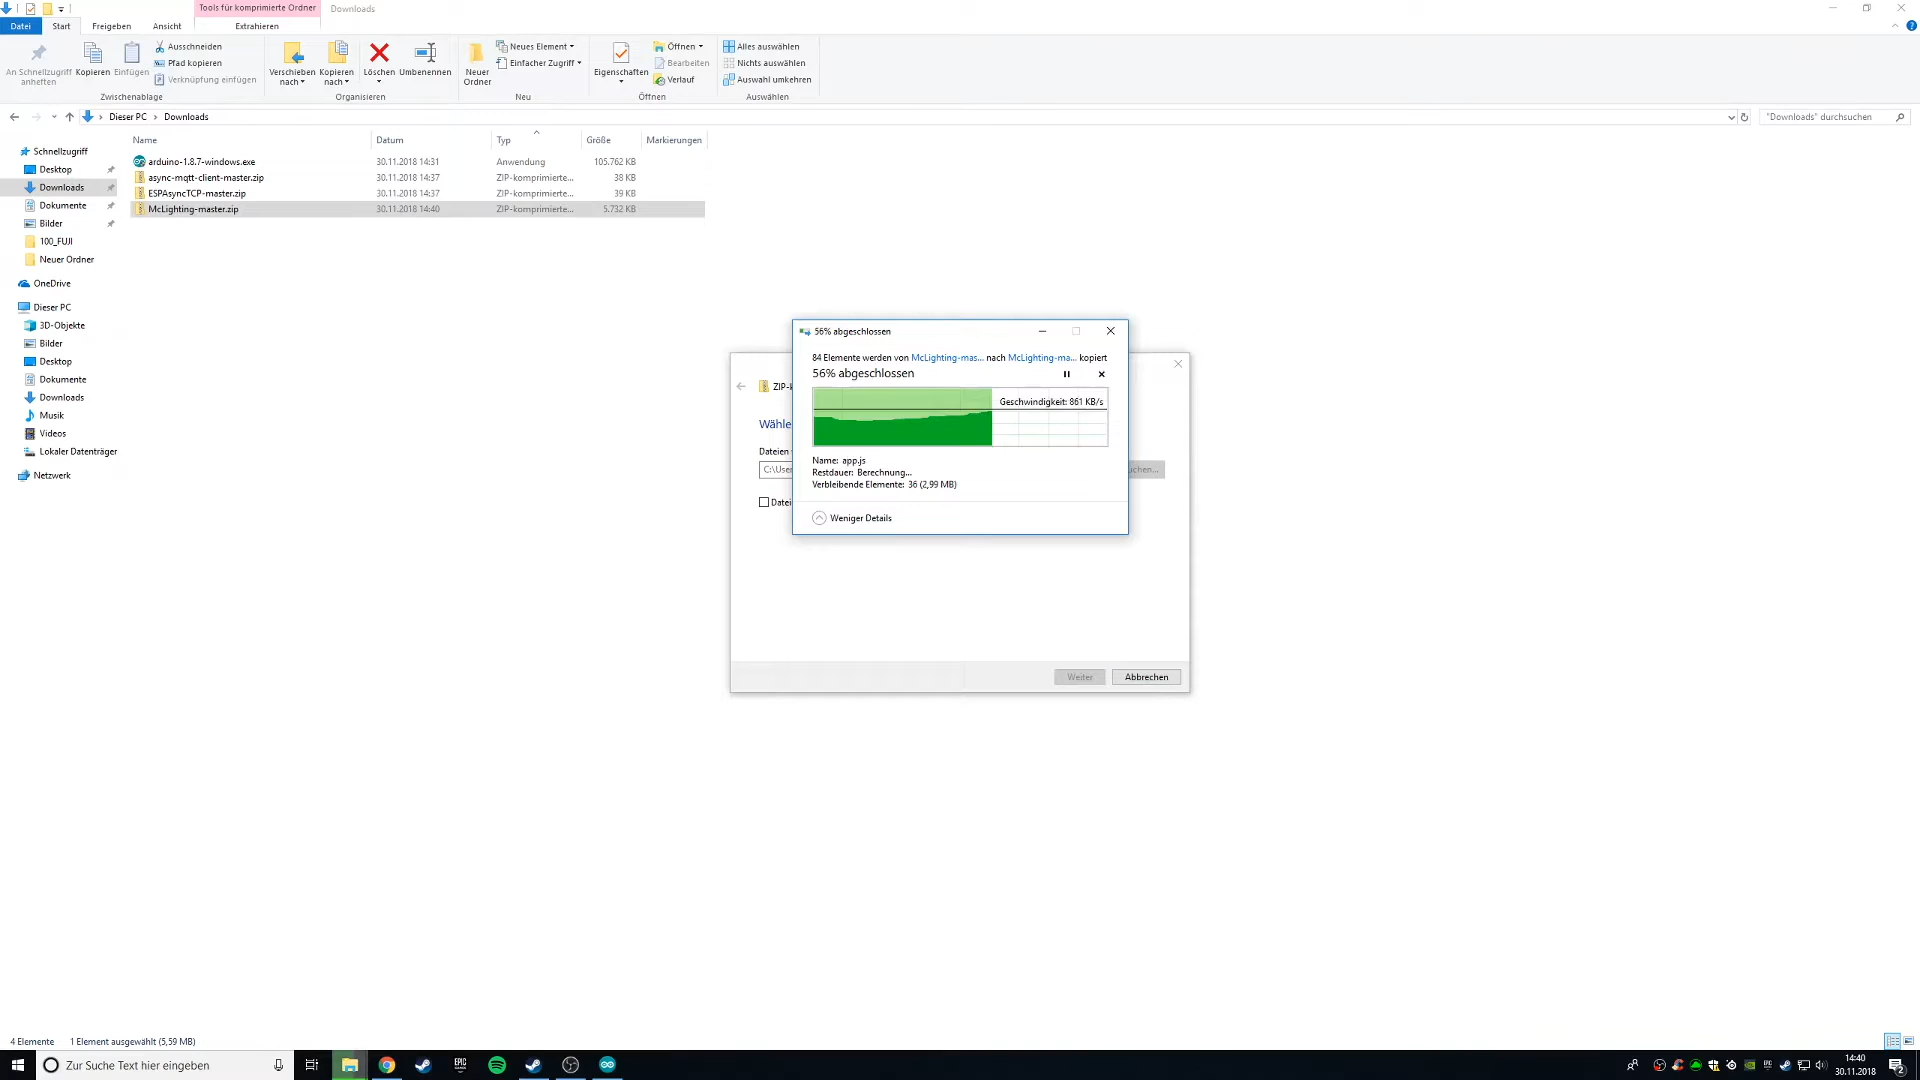 Tools für komprimierte Ordner
Downloads
Datei
Start
Freigeben
Ansicht
Extrahieren
An Schnellzugriff
anheften
Kopieren
Einfügen
Ausschneiden
Pfad kopieren
Verknüpfung einfügen
Zwischenablage
Verschieben
nach
Kopieren
nach
Löschen
Umbenennen
Organisieren
Neuer
Ordner
Neues Element
Einfacher Zugriff
Neu
Eigenschaften
Öffnen
Bearbeiten
Verlauf
Öffnen
Alles auswählen
Nichts auswählen
Auswahl umkehren
Auswählen
Dieser PC
Downloads
"Downloads" durchsuchen
Schnellzugriff
Desktop
Downloads
Dokumente
Bilder
100_FUJI
Neuer Ordner
OneDrive
Dieser PC
3D-Objekte
Bilder
Desktop
Dokumente
Downloads
Musik
Videos
Lokaler Datenträger
Netzwerk
Name Datum Typ Größe Markierungen
arduino-1.8.7-windows.exe 30.11.2018 14:31 Anwendung 105.762 KB
async-mqtt-client-master.zip 30.11.2018 14:37 ZIP-komprimierte... 38 KB
ESPAsyncTCP-master.zip 30.11.2018 14:37 ZIP-komprimierte... 39 KB
McLighting-master.zip 30.11.2018 14:40 ZIP-komprimierte... 5.732 KB
56% abgeschlossen
84 Elemente werden von McLighting-mas... nach McLighting-ma... kopiert
56% abgeschlossen
Geschwindigkeit: 861 KB/s
Name: app.js
Restdauer: Berechnung...
Verbleibende Elemente: 36 (2,99 MB)
Weniger Details
ZIP-k
Wähle
Dateien
C:\User
uchen...
Datei
Weiter
Abbrechen
4 Elemente
1 Element ausgewählt (5,59 MB)
Zur Suche Text hier eingeben
EPIC
14:40
30.11.2018
2